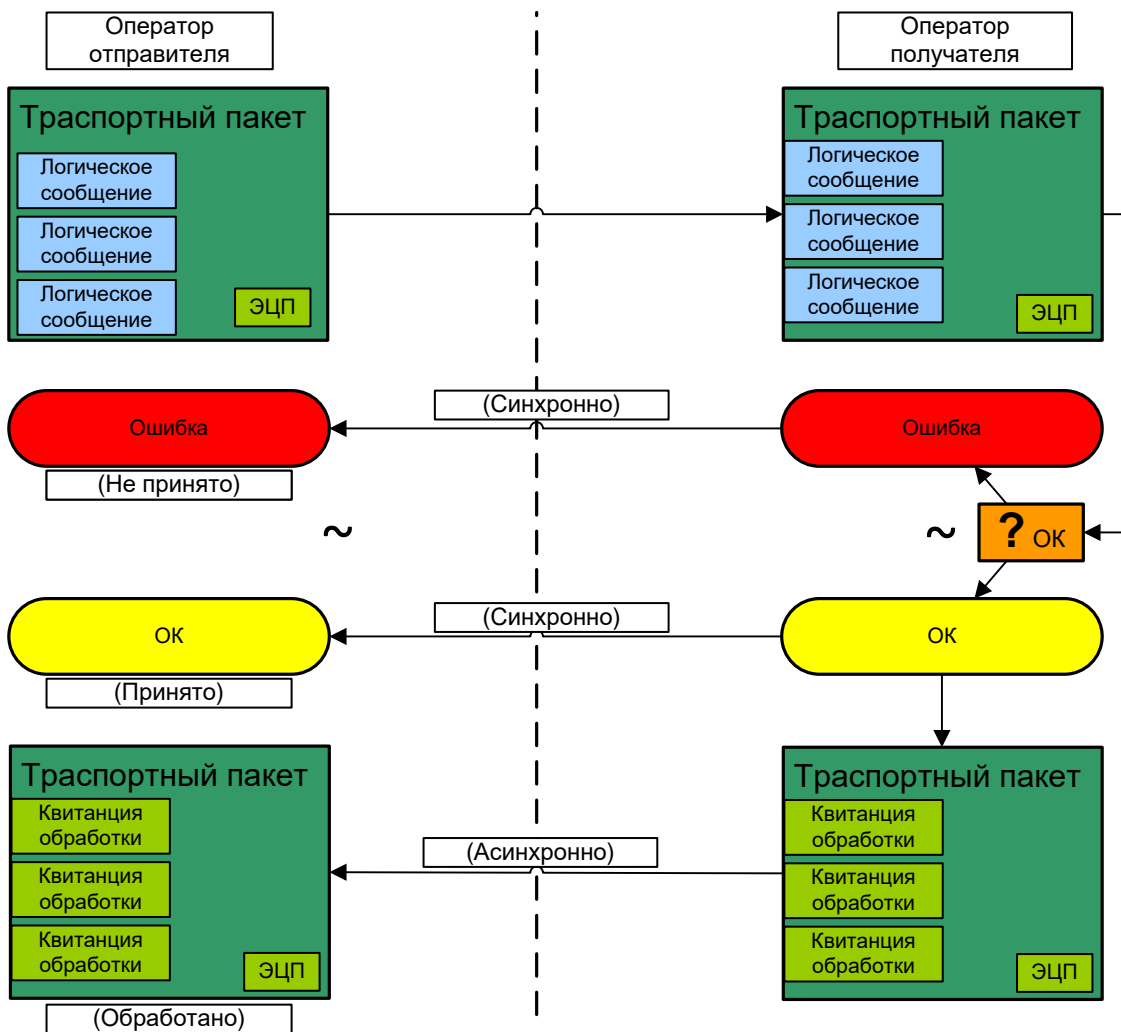 Оператор
отправителя
Оператор
получателя
Траспортный пакет
Логическое
сообщение
Логическое
сообщение
Логическое
сообщение
ЭЦП
Траспортный пакет
Логическое
сообщение
Логическое
сообщение
Логическое
сообщение
ЭЦП
(Синхронно)
Ошибка
Ошибка
(Не принято)
~
~
? ОК
(Синхронно)
ОК
ОК
(Принято)
Траспортный пакет
Квитанция
обработки
Квитанция
обработки
Квитанция
обработки
ЭЦП
(Асинхронно)
Траспортный пакет
Квитанция
обработки
Квитанция
обработки
Квитанция
обработки
ЭЦП
(Обработано)